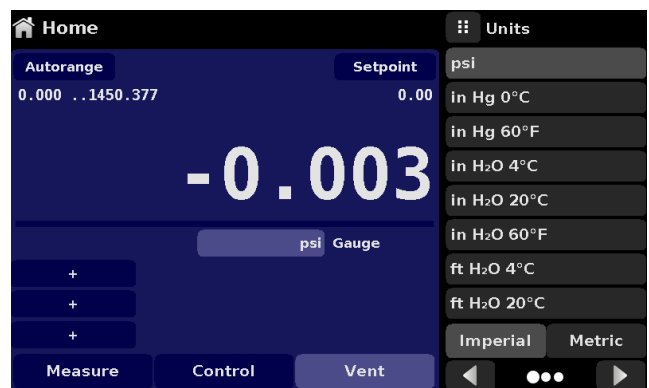 Home
Autorange Setpoint
0.000 ..1450.377 0.00
-0.003
psi Gauge
+
+
+
Measure Control Vent
Units
psi
in Hg 0°C
in Hg 60°F
in H₂O 4°C
in H₂O 20°C
in H₂O 60°F
ft H₂O 4°C
ft H₂O 20°C
Imperial Metric